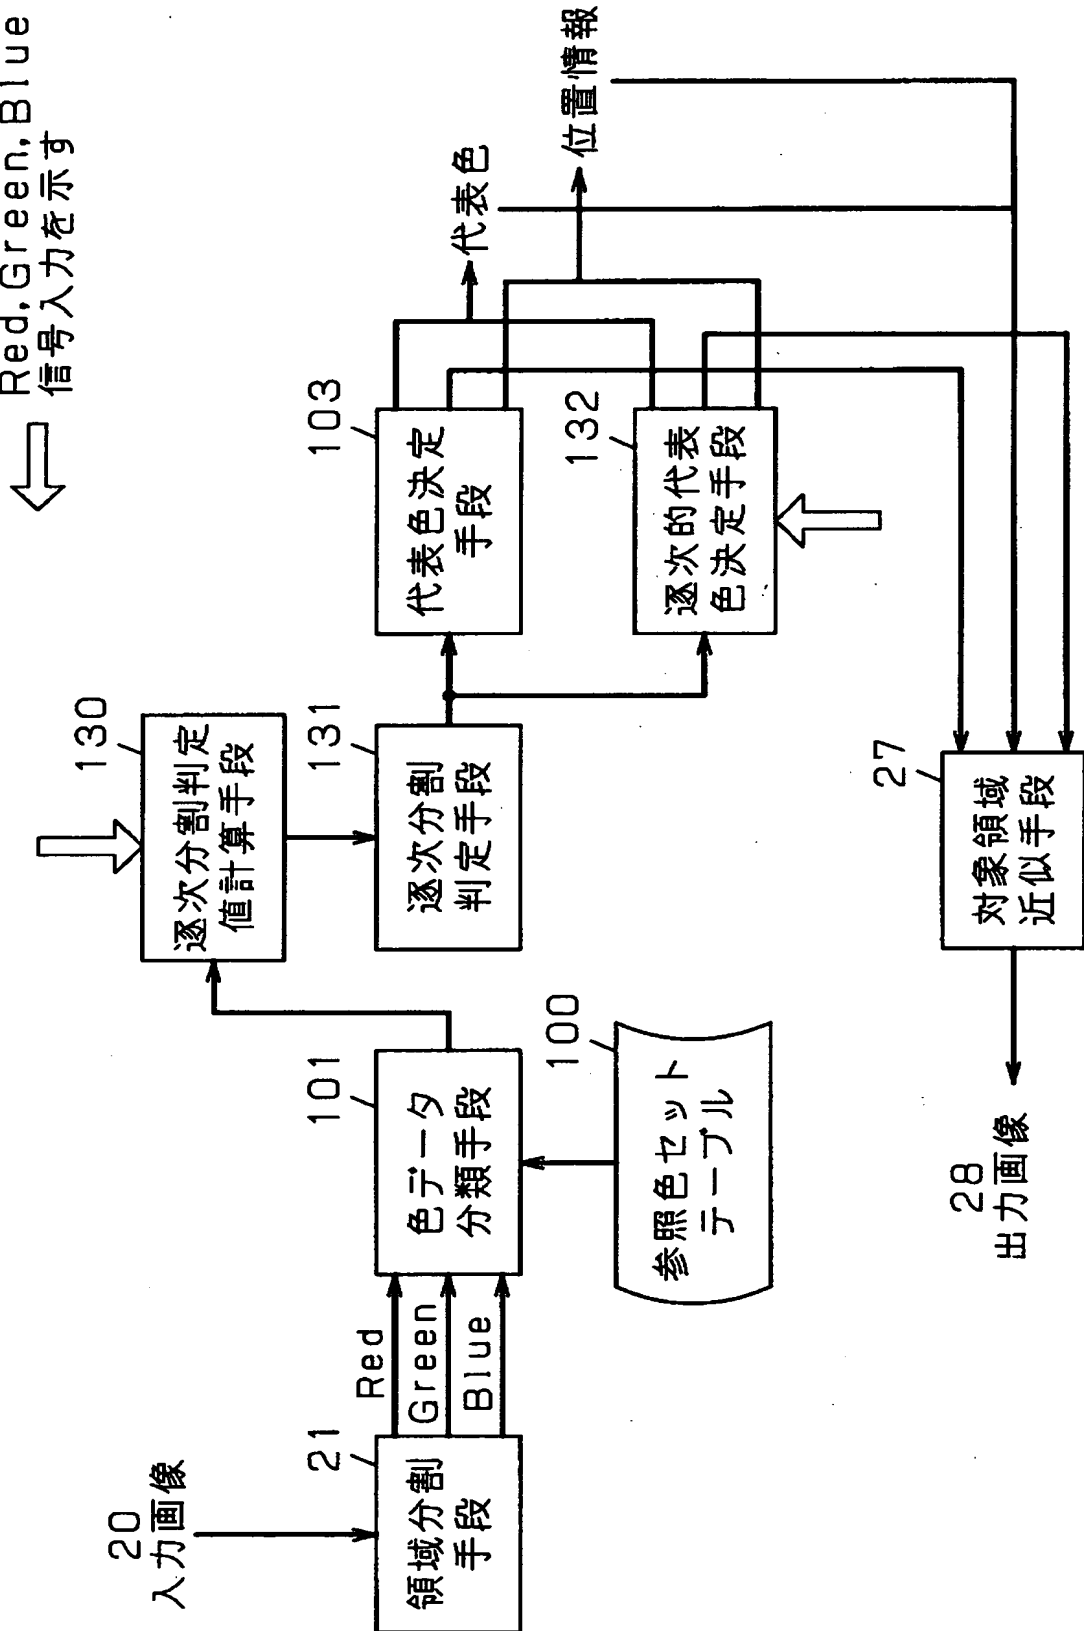 Red,Green,Blue
信号入力を示す
20
入力画像
21
領域分割
手段
Red
Green
Blue
101
色データ
分類手段
100
参照色セット
テーブル
130
逐次分割判定
値計算手段
131
逐次分割
判定手段
103
代表色決定
手段
132
逐次的代表
色決定手段
代表色
位置情報
27
対象領域
近似手段
28
出力画像